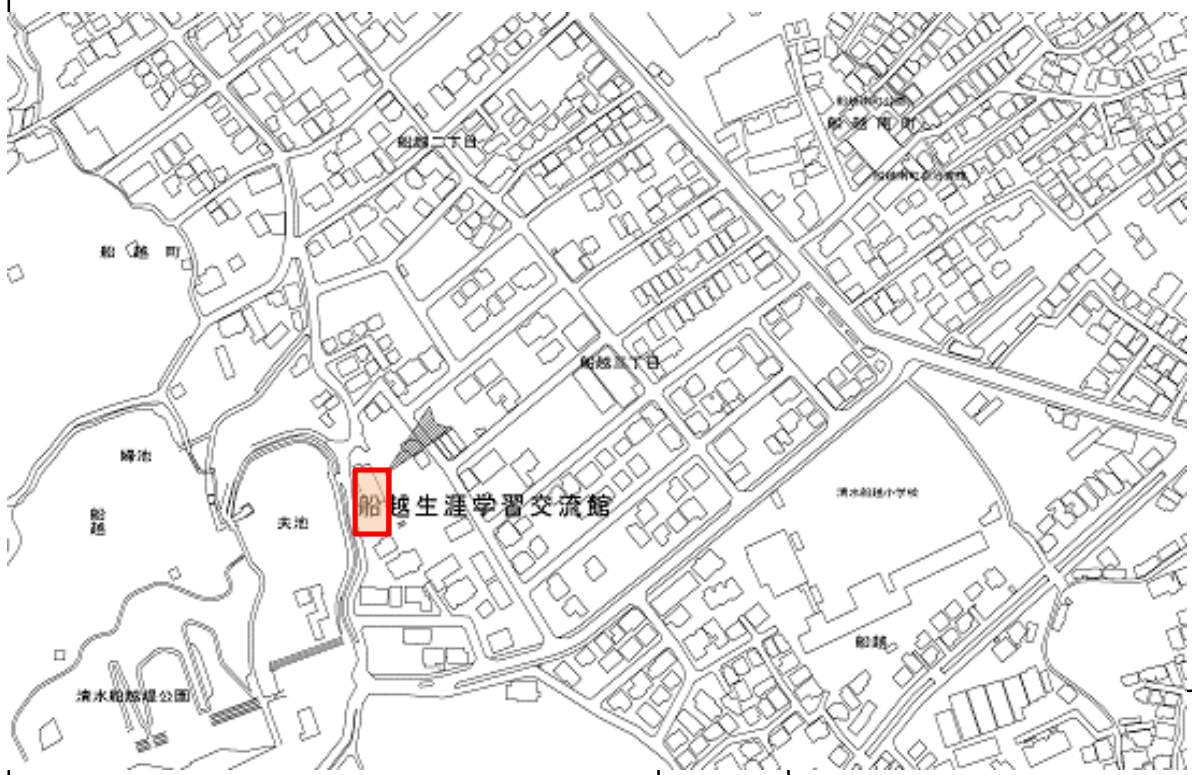 船越南町
船越二丁目
船越町
船越三丁目
緑池
清水船越小学校
船越生涯学習交流館
船越
夫池
船越
清水船越堤公園